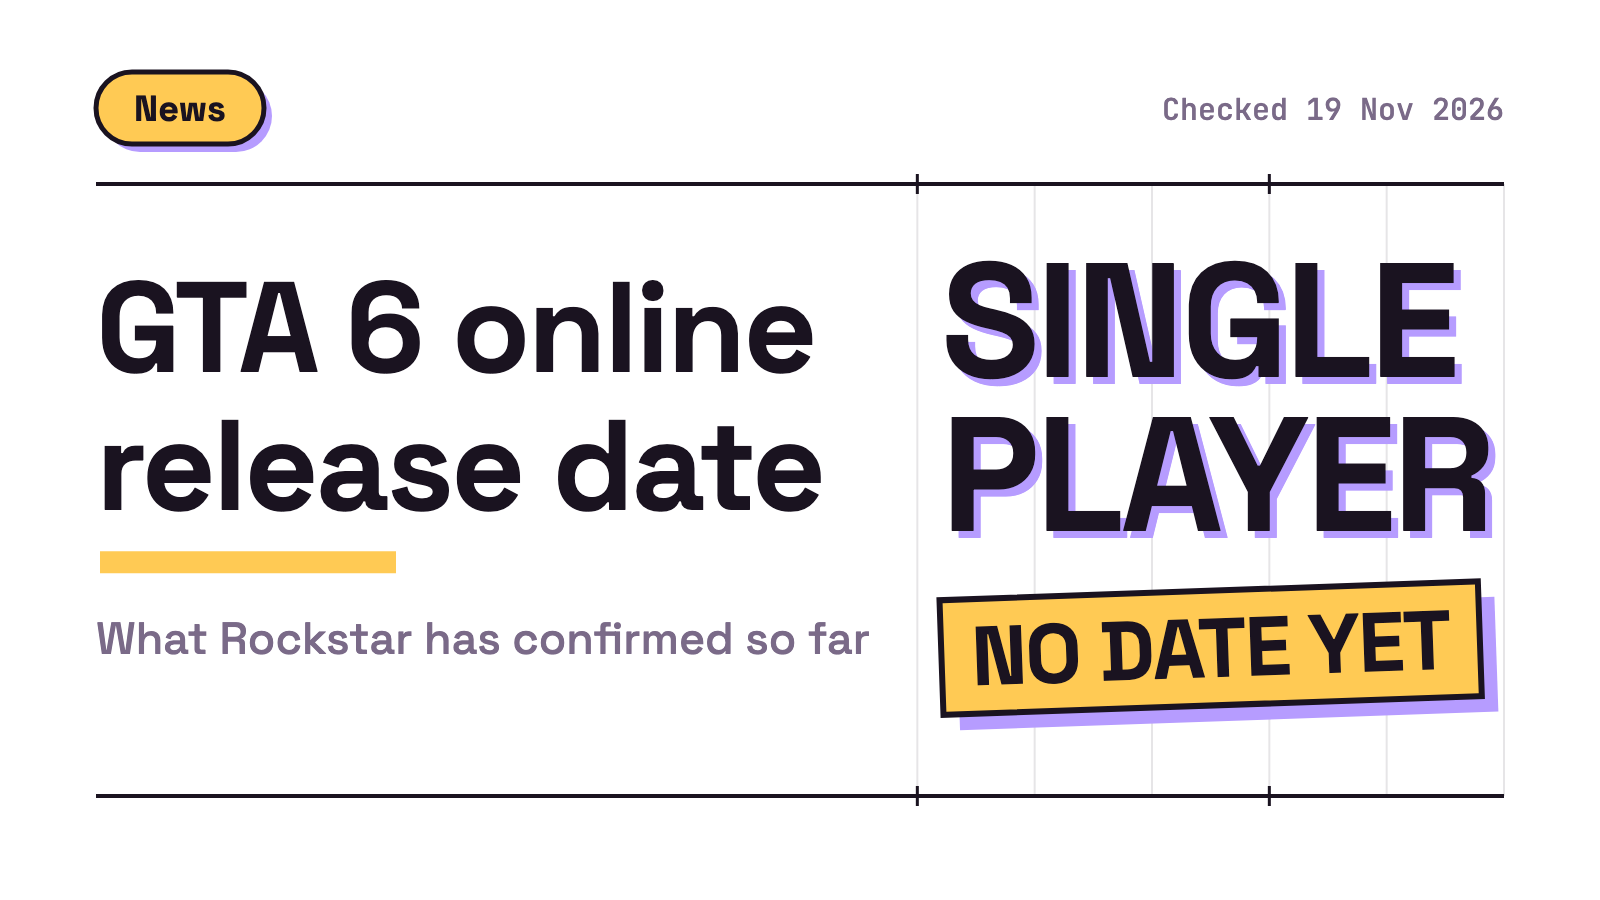 News
Checked 19 Nov 2026
GTA 6 online
release date
What Rockstar has confirmed so far
SINGLE
PLAYER
NO DATE YET